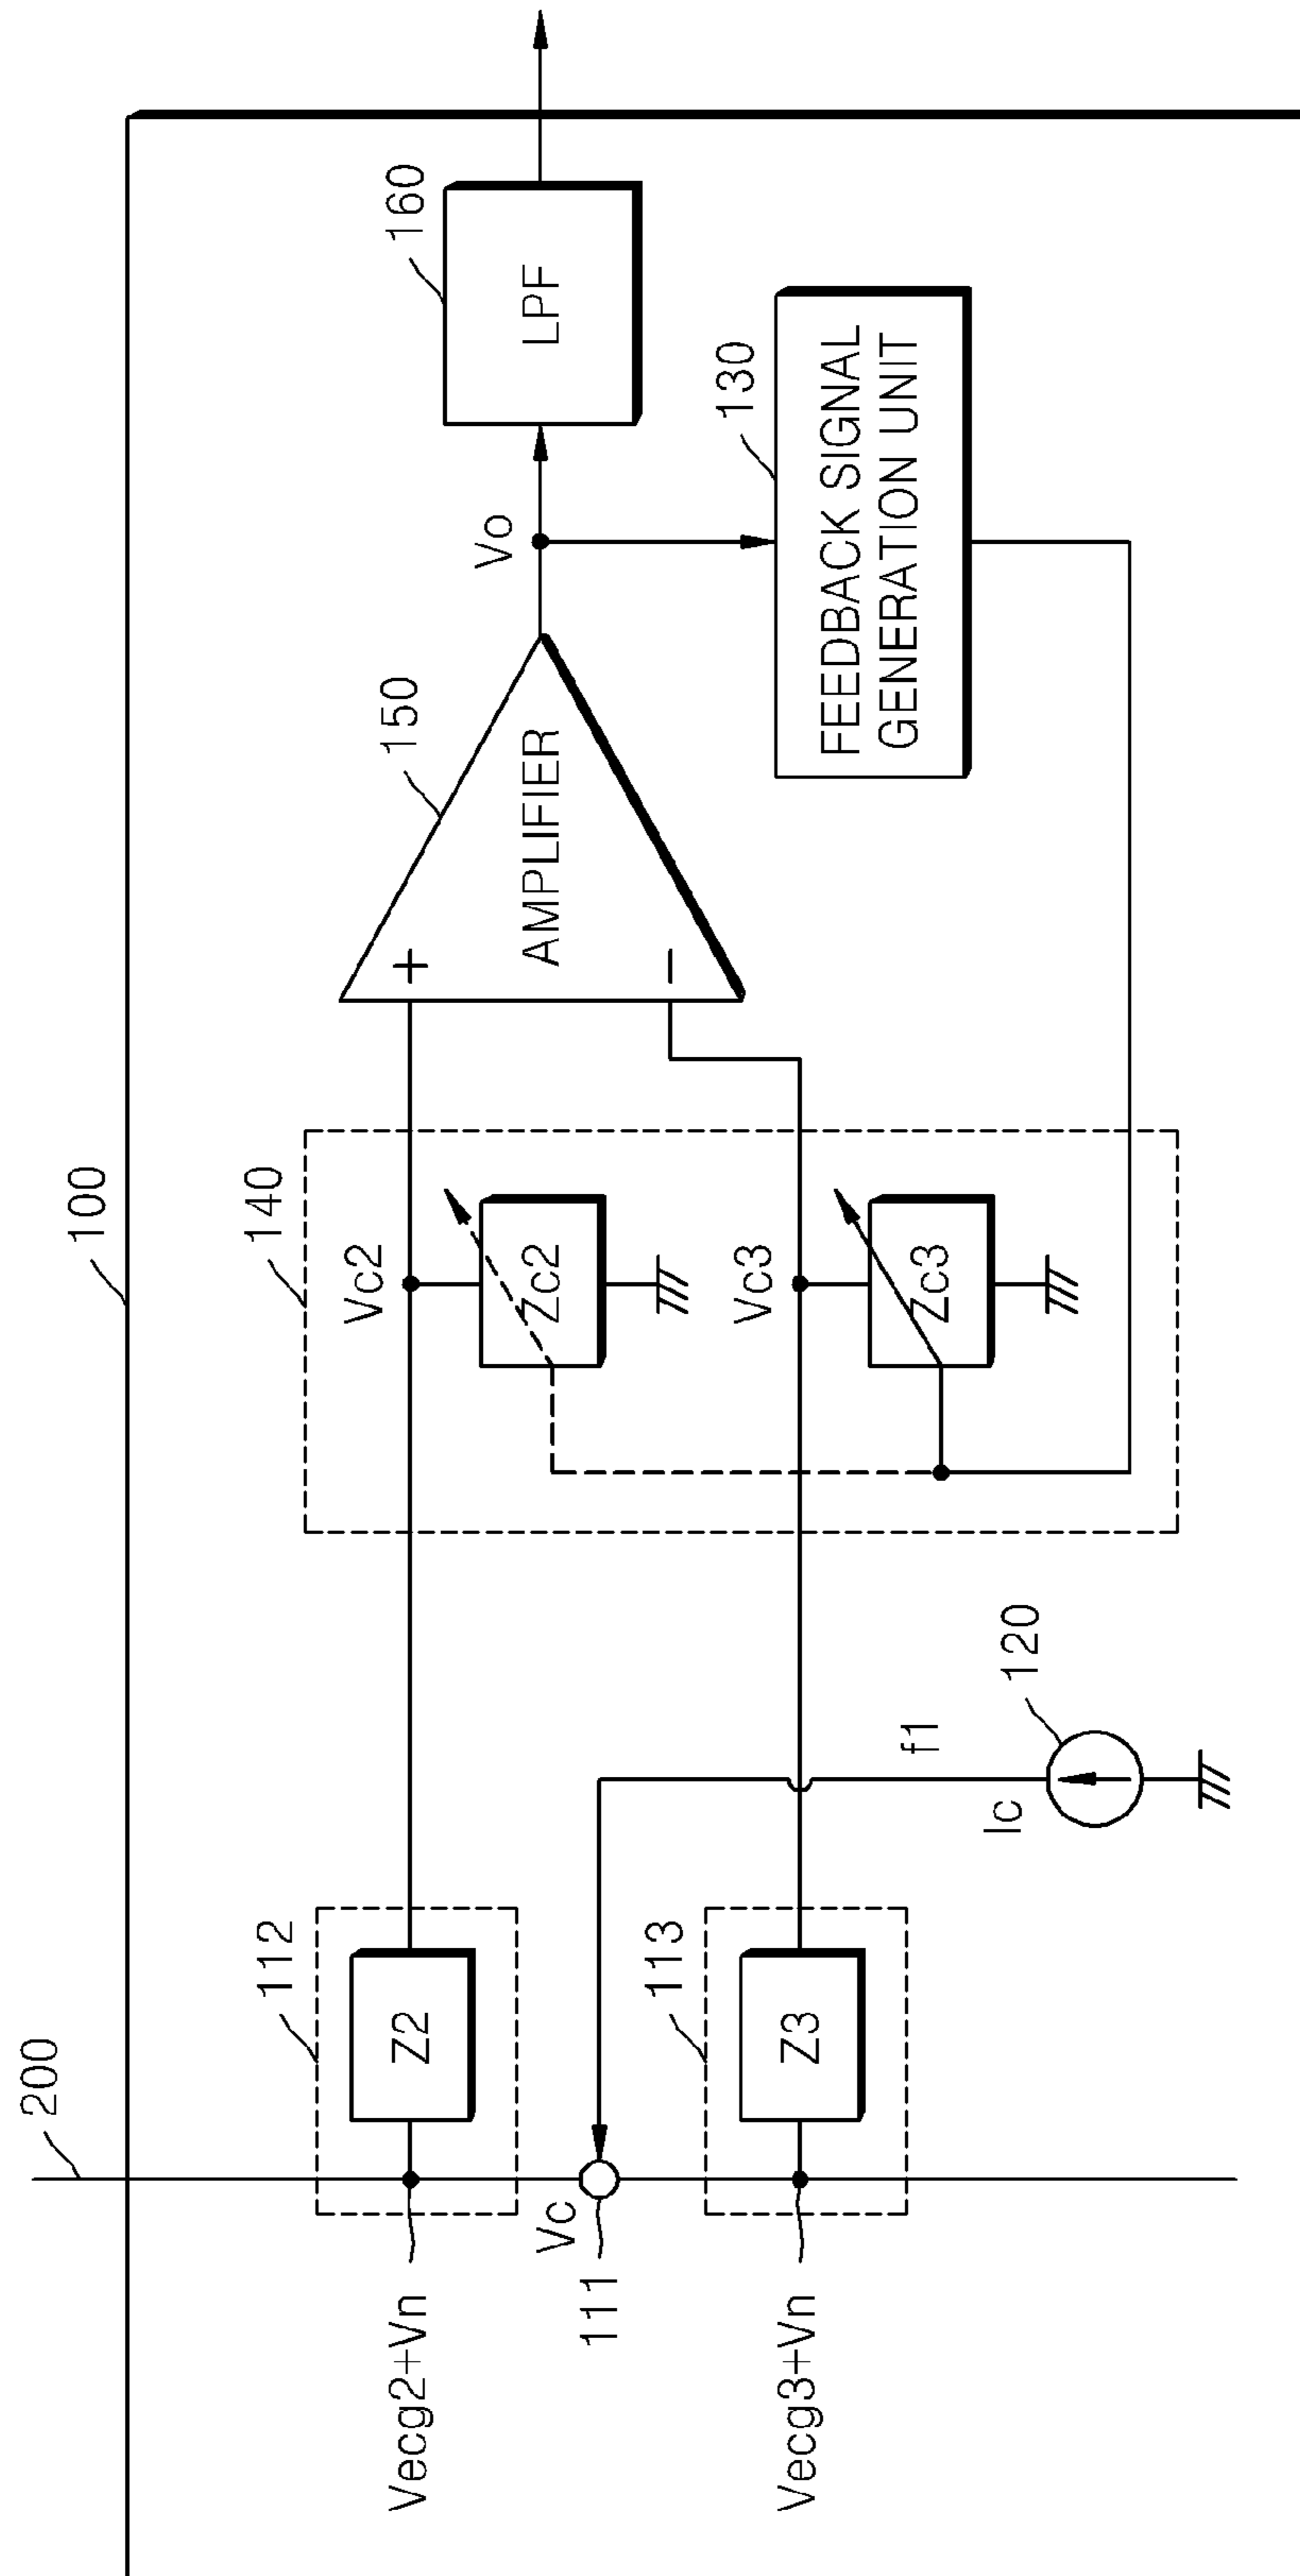 100
200
112
Z2
Vecg2+Vn
Vc
111
113
Z3
Vecg3+Vn
Ic
f1
120
140
Vc2
Zc2
Vc3
Zc3
150
+
−
AMPLIFIER
Vo
160
LPF
130
FEEDBACK SIGNAL
GENERATION UNIT